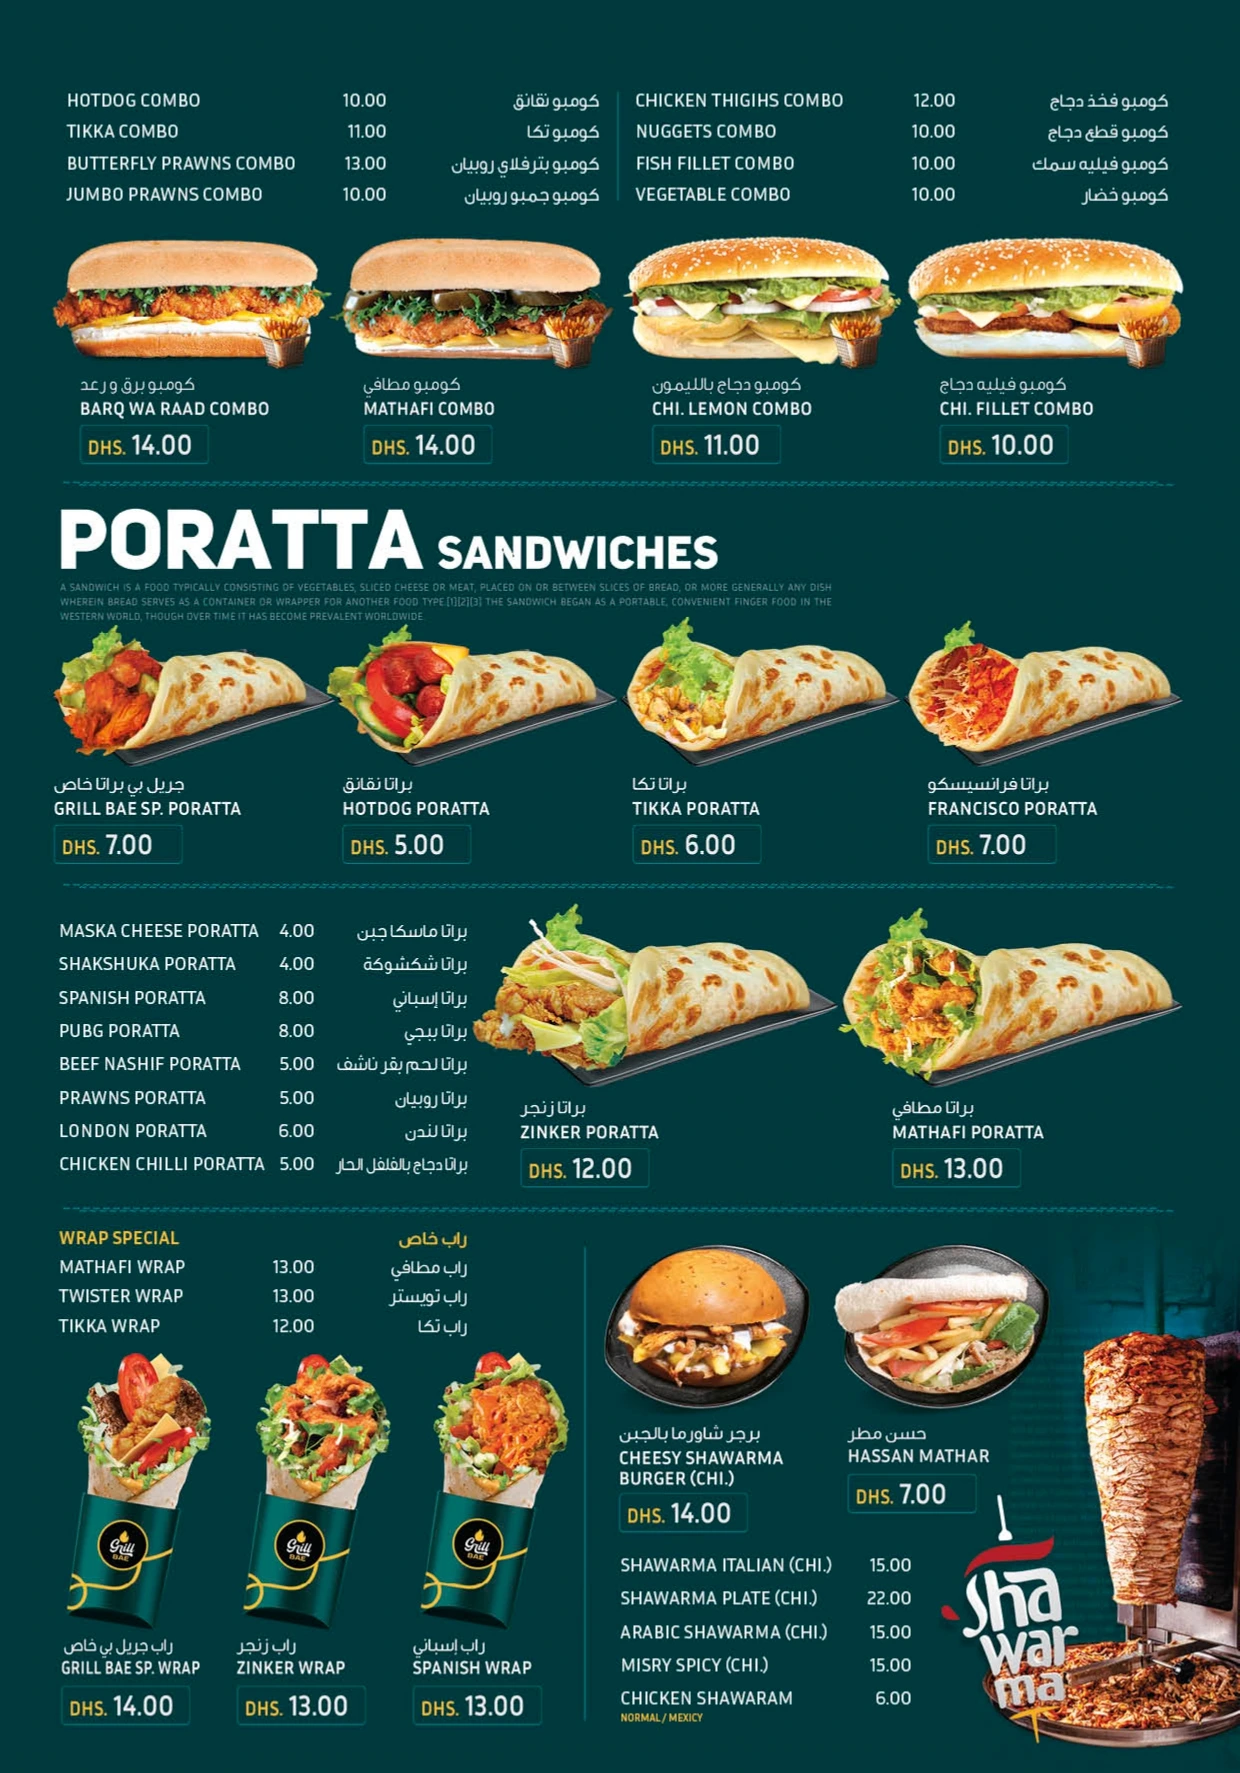 HOTDOG COMBO 10.00 كومبو نقانق
TIKKA COMBO 11.00 كومبو تكا
BUTTERFLY PRAWNS COMBO 13.00 كومبو بترفلاي روبيان
JUMBO PRAWNS COMBO 10.00 كومبو جمبو روبيان
CHICKEN THIGIHS COMBO 12.00 كومبو فخذ دجاج
NUGGETS COMBO 10.00 كومبو قطع دجاج
FISH FILLET COMBO 10.00 كومبو فيليه سمك
VEGETABLE COMBO 10.00 كومبو خضار
كومبو برق و رعد
BARQ WA RAAD COMBO
DHS. 14.00
كومبو مطافي
MATHAFI COMBO
DHS. 14.00
كومبو دجاج بالليمون
CHI. LEMON COMBO
DHS. 11.00
كومبو فيليه دجاج
CHI. FILLET COMBO
DHS. 10.00
PORATTA SANDWICHES
A SANDWICH IS A FOOD TYPICALLY CONSISTING OF VEGETABLES, SLICED CHEESE OR MEAT, PLACED ON OR BETWEEN SLICES OF BREAD, OR MORE GENERALLY ANY DISH
WHEREIN BREAD SERVES AS A CONTAINER OR WRAPPER FOR ANOTHER FOOD TYPE.[1][2][3] THE SANDWICH BEGAN AS A PORTABLE, CONVENIENT FINGER FOOD IN THE
WESTERN WORLD, THOUGH OVER TIME IT HAS BECOME PREVALENT WORLDWIDE.
جريل بي براتا خاص
GRILL BAE SP. PORATTA
DHS. 7.00
براتا نقانق
HOTDOG PORATTA
DHS. 5.00
براتا تكا
TIKKA PORATTA
DHS. 6.00
براتا فرانسيسكو
FRANCISCO PORATTA
DHS. 7.00
MASKA CHEESE PORATTA 4.00 براتا ماسكا جبن
SHAKSHUKA PORATTA 4.00 براتا شكشوكة
SPANISH PORATTA 8.00 براتا إسباني
PUBG PORATTA 8.00 براتا ببجي
BEEF NASHIF PORATTA 5.00 براتا لحم بقر ناشف
PRAWNS PORATTA 5.00 براتا روبيان
LONDON PORATTA 6.00 براتا لندن
CHICKEN CHILLI PORATTA 5.00 براتا دجاج بالفلفل الحار
براتا زنجر
ZINKER PORATTA
DHS. 12.00
براتا مطافي
MATHAFI PORATTA
DHS. 13.00
WRAP SPECIAL راب خاص
MATHAFI WRAP 13.00 راب مطافي
TWISTER WRAP 13.00 راب تويستر
TIKKA WRAP 12.00 راب تكا
Grill
BAE
Grill
BAE
Grill
BAE
راب جريل بي خاص
GRILL BAE SP. WRAP
DHS. 14.00
راب زنجر
ZINKER WRAP
DHS. 13.00
راب إسباني
SPANISH WRAP
DHS. 13.00
برجر شاورما بالجبن
CHEESY SHAWARMA
BURGER (CHI.)
DHS. 14.00
حسن مطر
HASSAN MATHAR
DHS. 7.00
SHAWARMA ITALIAN (CHI.) 15.00
SHAWARMA PLATE (CHI.) 22.00
ARABIC SHAWARMA (CHI.) 15.00
MISRY SPICY (CHI.) 15.00
CHICKEN SHAWARAM 6.00
NORMAL / MEXICY
Sha
war
ma